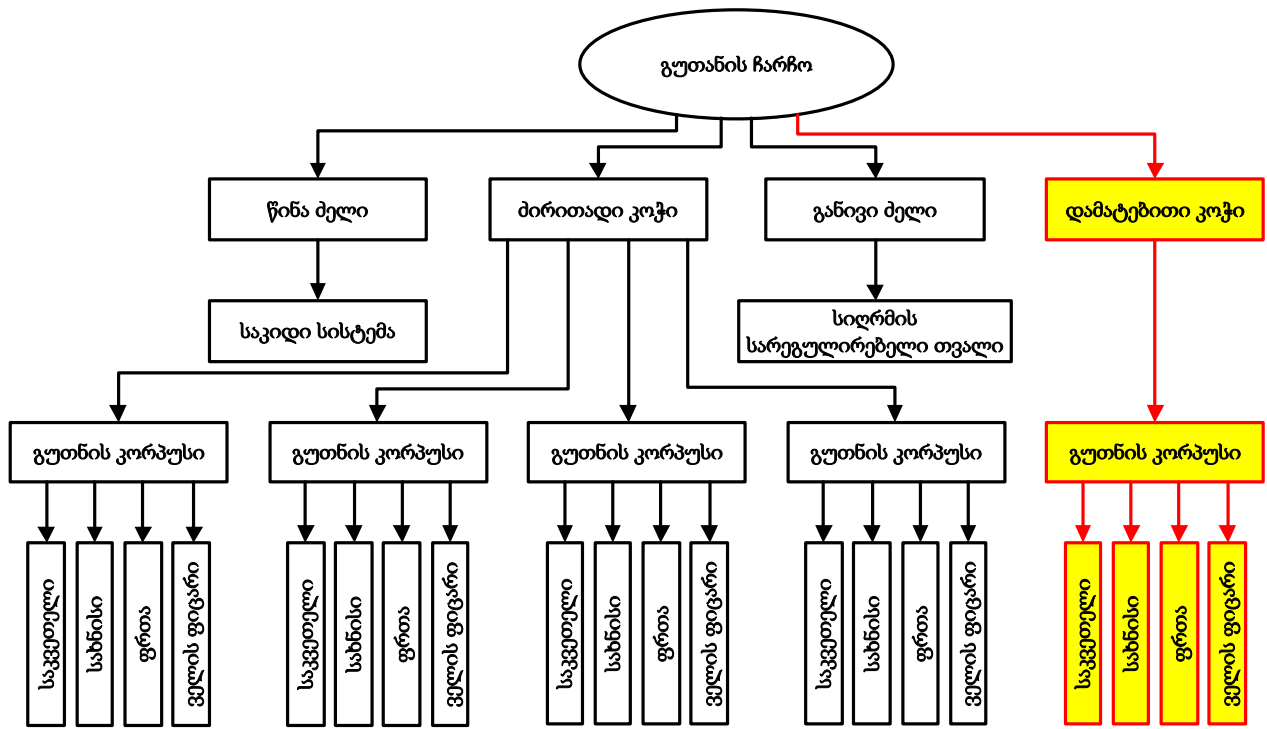 გუთანის ჩარჩო
წინა ძელი
ძირითადი კოჭი
განივი ძელი
დამატებითი კოჭი
საკიდი სისტემა
სიღრმის
სარეგულირებელი თვალი
გუთნის კორპუსი
გუთნის კორპუსი
გუთნის კორპუსი
გუთნის კორპუსი
გუთნის კორპუსი
საკვეთელი
სახნისი
ფრთა
ველის ფიცარი
საკვეთელი
სახნისი
ფრთა
ველის ფიცარი
საკვეთელი
სახნისი
ფრთა
ველის ფიცარი
საკვეთელი
სახნისი
ფრთა
ველის ფიცარი
საკვეთელი
სახნისი
ფრთა
ველის ფიცარი